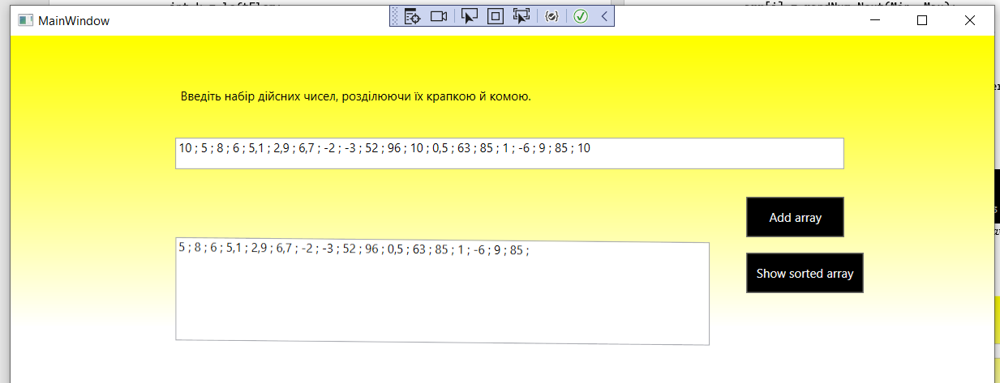 MainWindow
Введіть набір дійсних чисел, розділюючи їх крапкою й комою.
10 ; 5 ; 8 ; 6 ; 5,1 ; 2,9 ; 6,7 ; -2 ; -3 ; 52 ; 96 ; 10 ; 0,5 ; 63 ; 85 ; 1 ; -6 ; 9 ; 85 ; 10
Add array
5 ; 8 ; 6 ; 5,1 ; 2,9 ; 6,7 ; -2 ; -3 ; 52 ; 96 ; 0,5 ; 63 ; 85 ; 1 ; -6 ; 9 ; 85 ;
Show sorted array